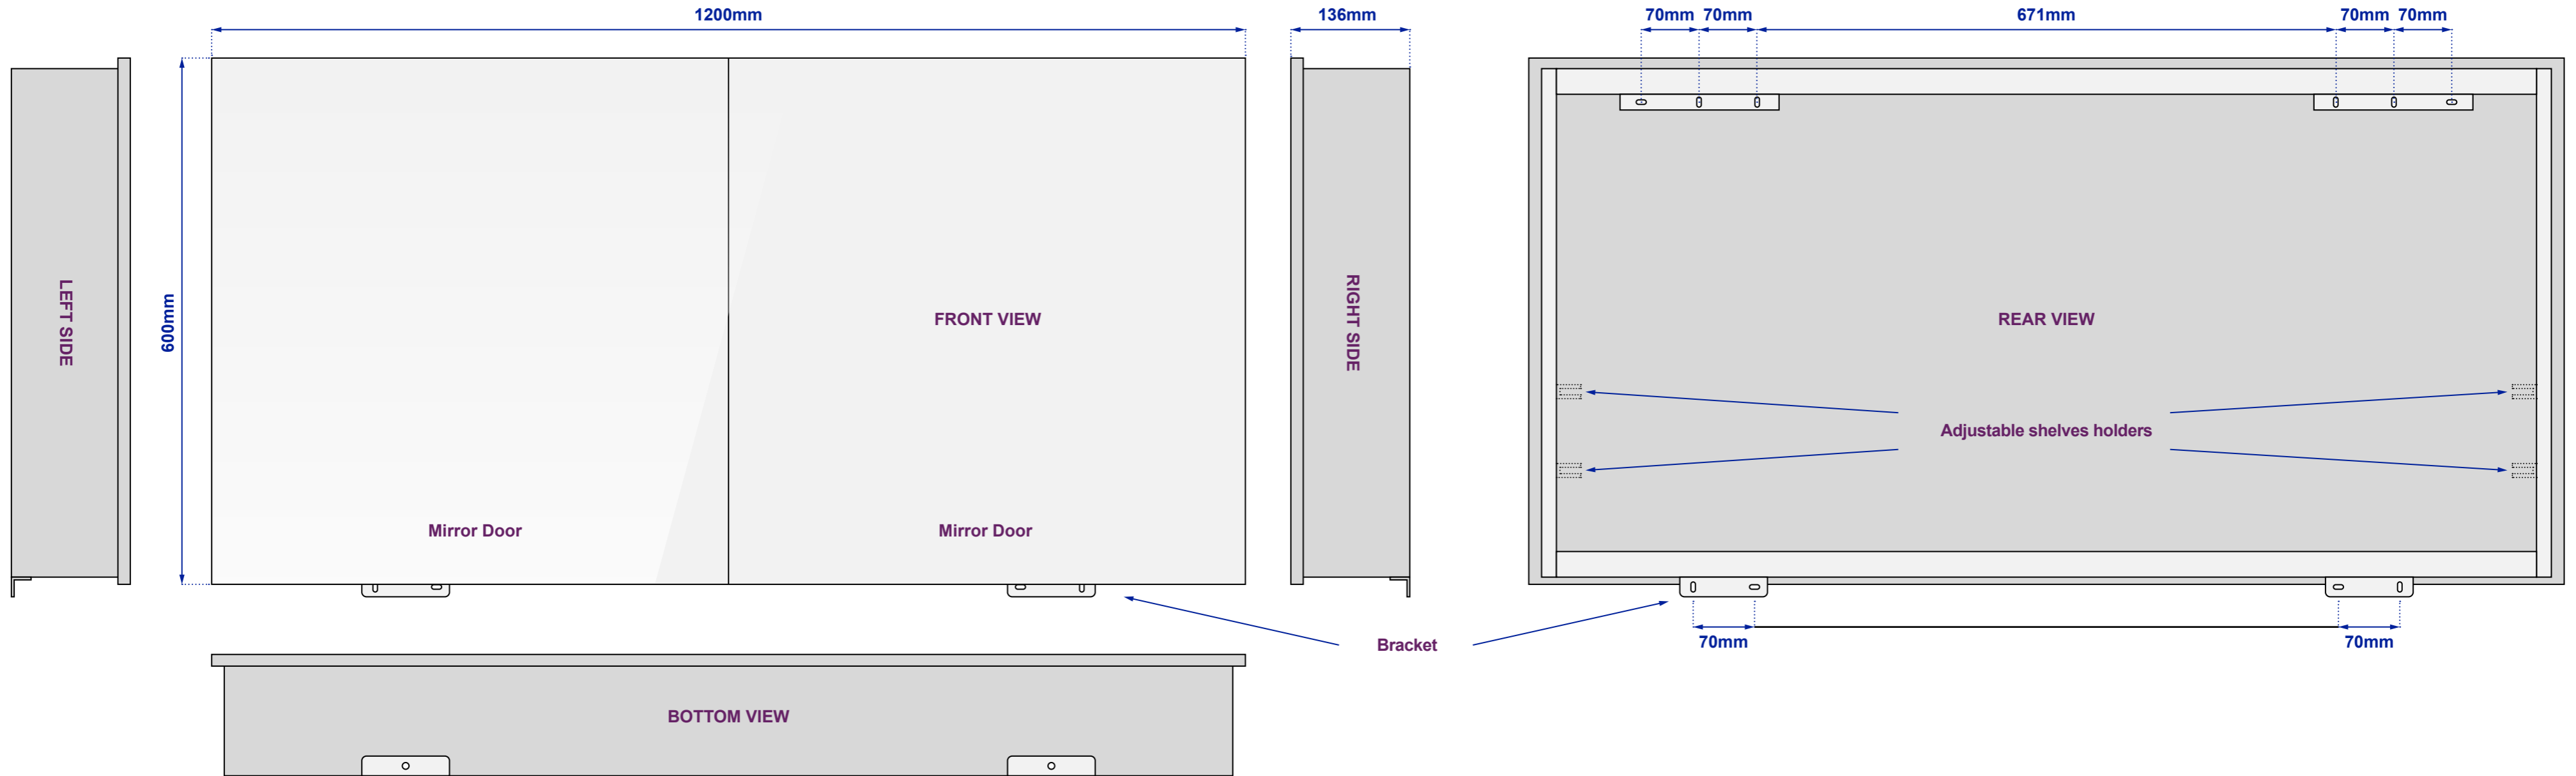 1200mm
136mm
70mm 70mm
671mm
70mm 70mm
LEFT SIDE
600mm
FRONT VIEW
RIGHT SIDE
REAR VIEW
Adjustable shelves holders
Mirror Door
Mirror Door
Bracket
70mm
70mm
BOTTOM VIEW